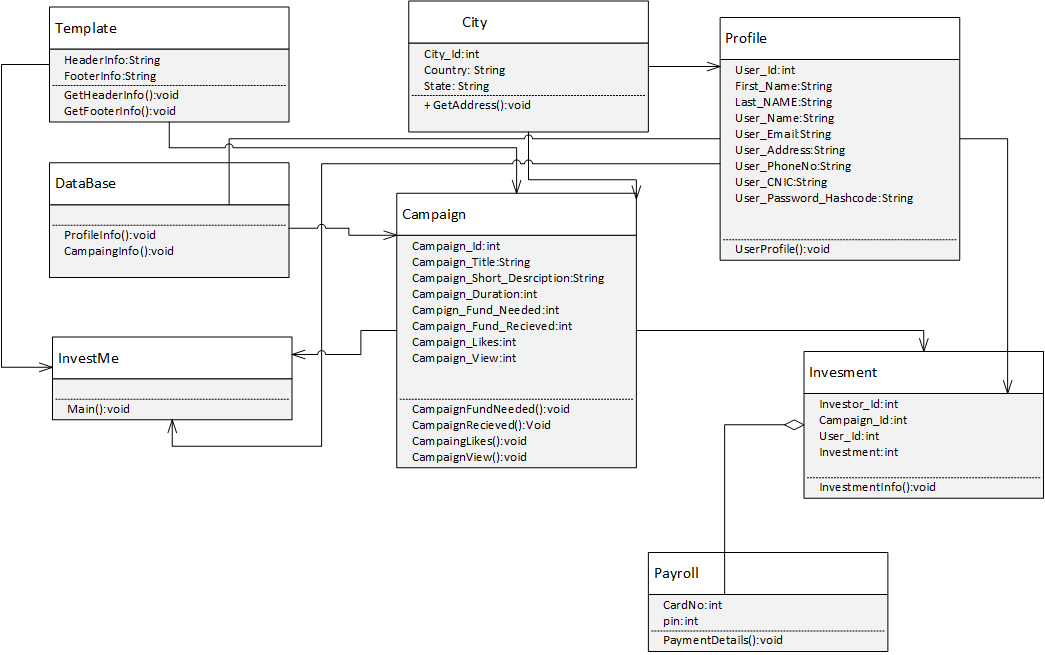 Template
HeaderInfo:String
FooterInfo:String
GetHeaderInfo():void
GetFooterInfo():void
City
City_Id:int
Country: String
State: String
+ GetAddress():void
Profile
User_Id:int
First_Name:String
Last_NAME:String
User_Name:String
User_Email:String
User_Address:String
User_PhoneNo:String
User_CNIC:String
User_Password_Hashcode:String
UserProfile():void
DataBase
ProfileInfo():void
CampaingInfo():void
Campaign
Campaign_Id:int
Campaign_Title:String
Campaign_Short_Desrciption:String
Campaign_Duration:int
Campign_Fund_Needed:int
Campaign_Fund_Recieved:int
Campaign_Likes:int
Campaign_View:int
CampaignFundNeeded():void
CampaignRecieved():Void
CampaingLikes():void
CampaignView():void
InvestMe
Main():void
Invesment
Investor_Id:int
Campaign_Id:int
User_Id:int
Investment:int
InvestmentInfo():void
Payroll
CardNo:int
pin:int
PaymentDetails():void